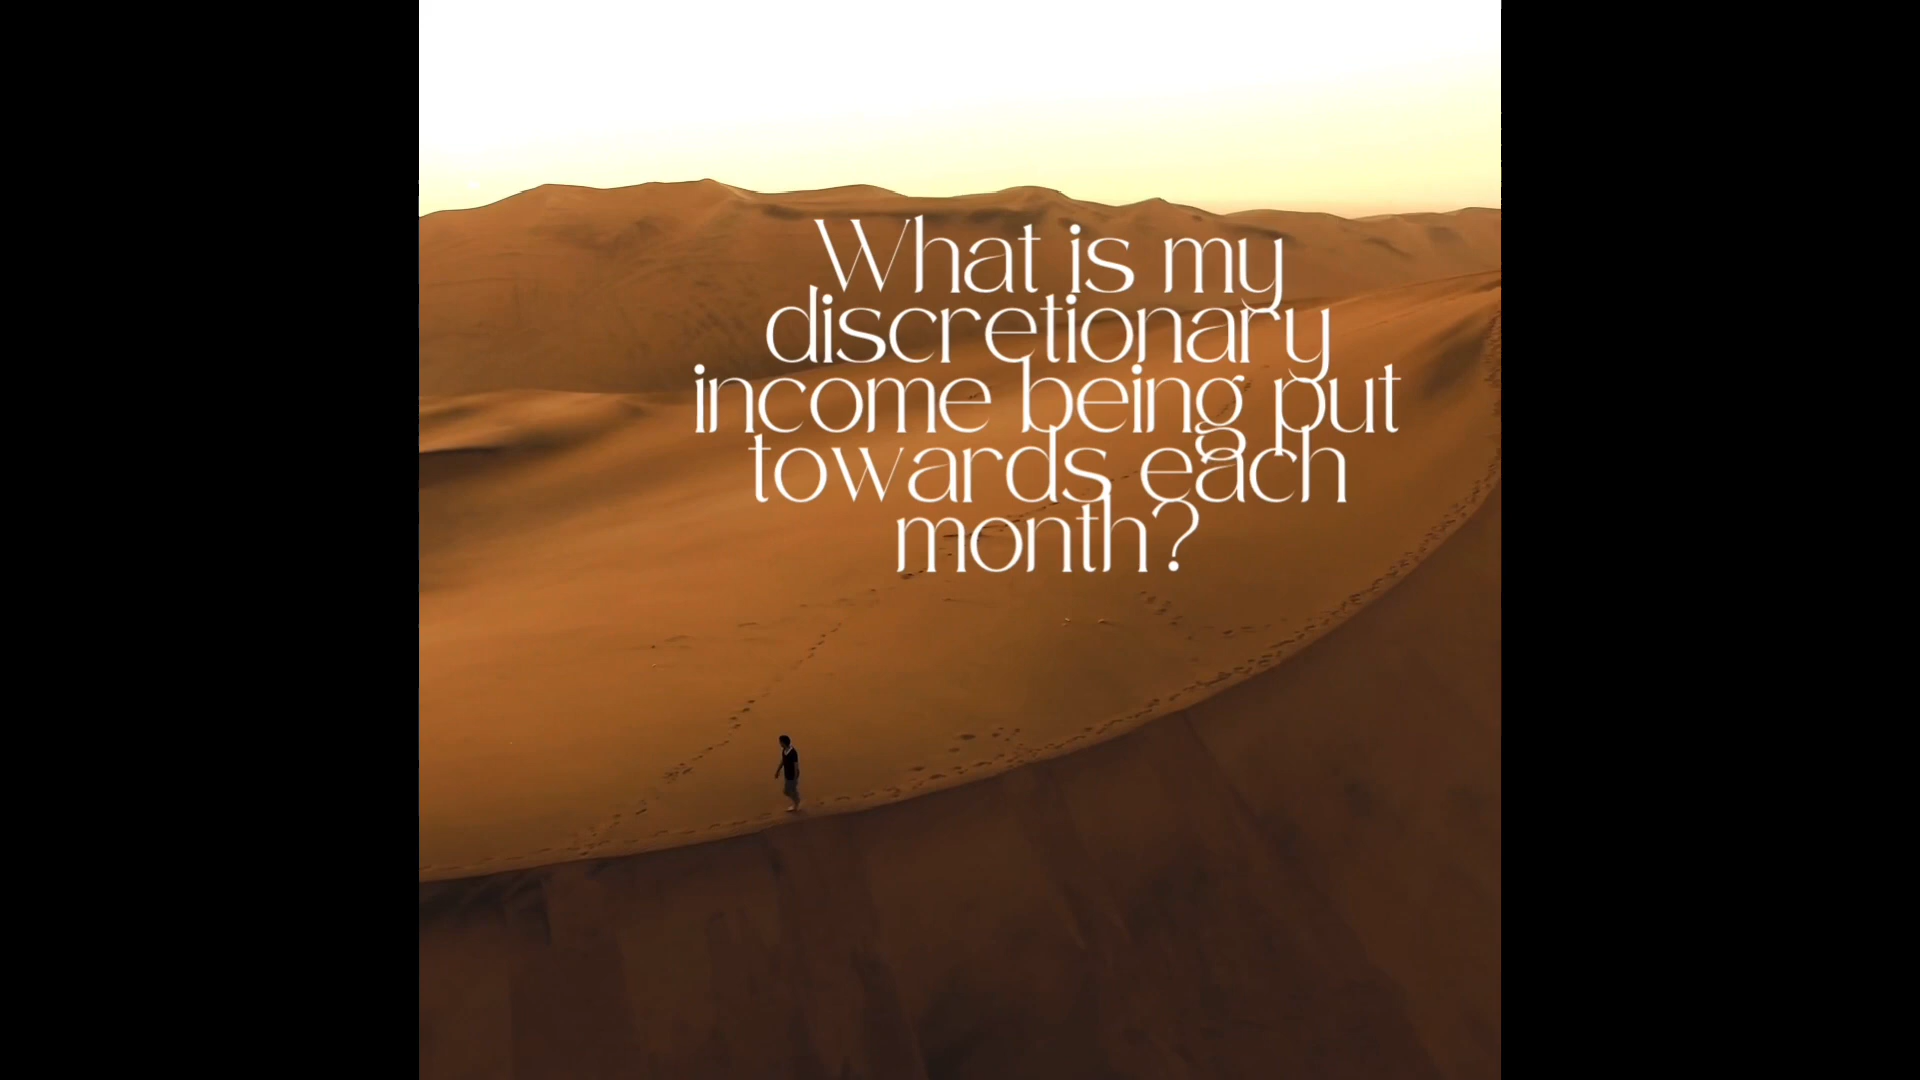 What is my
discretionary
income being put
towards each
month?